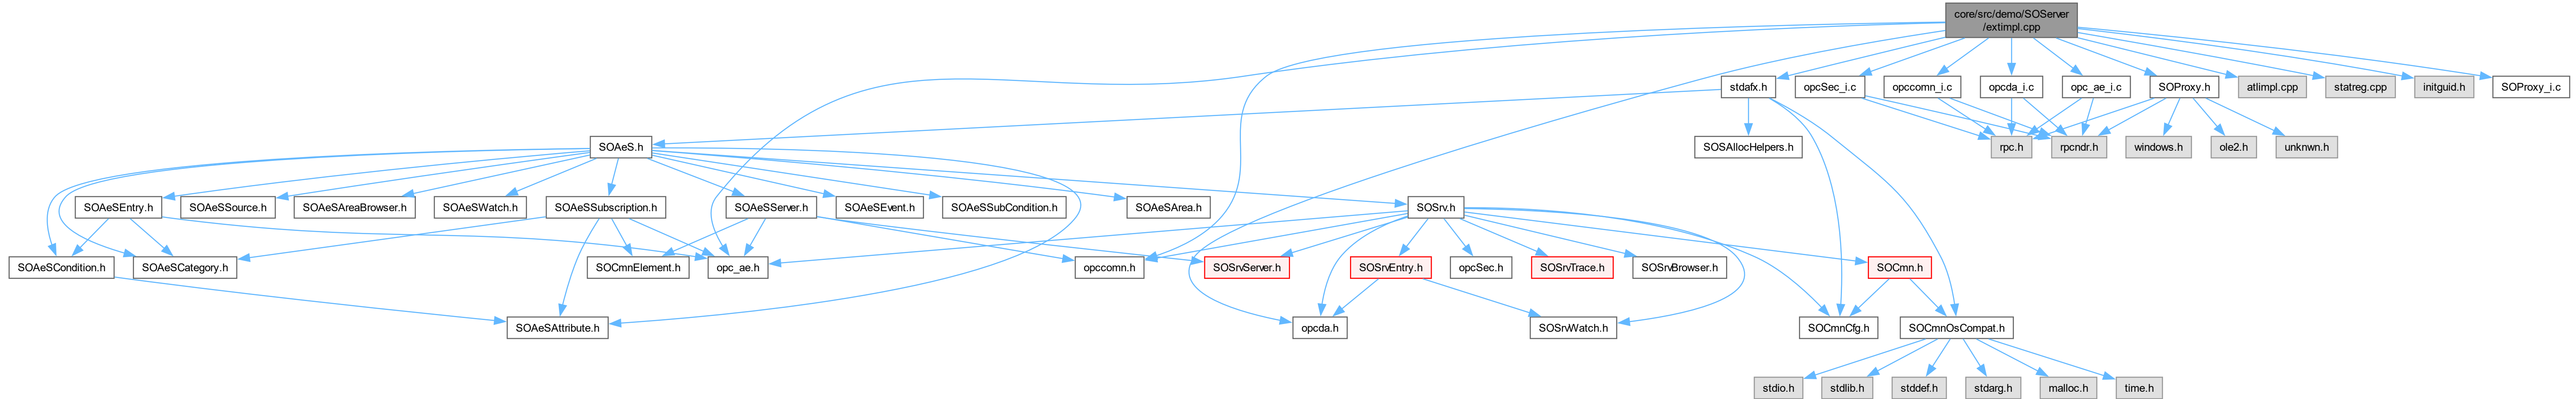 core/src/demo/SOServer
/extimpl.cpp
stdafx.h
opcSec_i.c
opccomn_i.c
opcda_i.c
opc_ae_i.c
SOProxy.h
atlimpl.cpp
statreg.cpp
initguid.h
SOProxy_i.c
SOAeS.h
SOSAllocHelpers.h
rpc.h
rpcndr.h
windows.h
ole2.h
unknwn.h
SOAeSEntry.h
SOAeSSource.h
SOAeSAreaBrowser.h
SOAeSWatch.h
SOAeSSubscription.h
SOAeSServer.h
SOAeSEvent.h
SOAeSSubCondition.h
SOAeSArea.h
SOSrv.h
SOAeSCondition.h
SOAeSCategory.h
SOCmnElement.h
opc_ae.h
opccomn.h
SOSrvServer.h
SOSrvEntry.h
opcSec.h
SOSrvTrace.h
SOSrvBrowser.h
SOCmn.h
SOAeSAttribute.h
opcda.h
SOSrvWatch.h
SOCmnCfg.h
SOCmnOsCompat.h
stdio.h
stdlib.h
stddef.h
stdarg.h
malloc.h
time.h